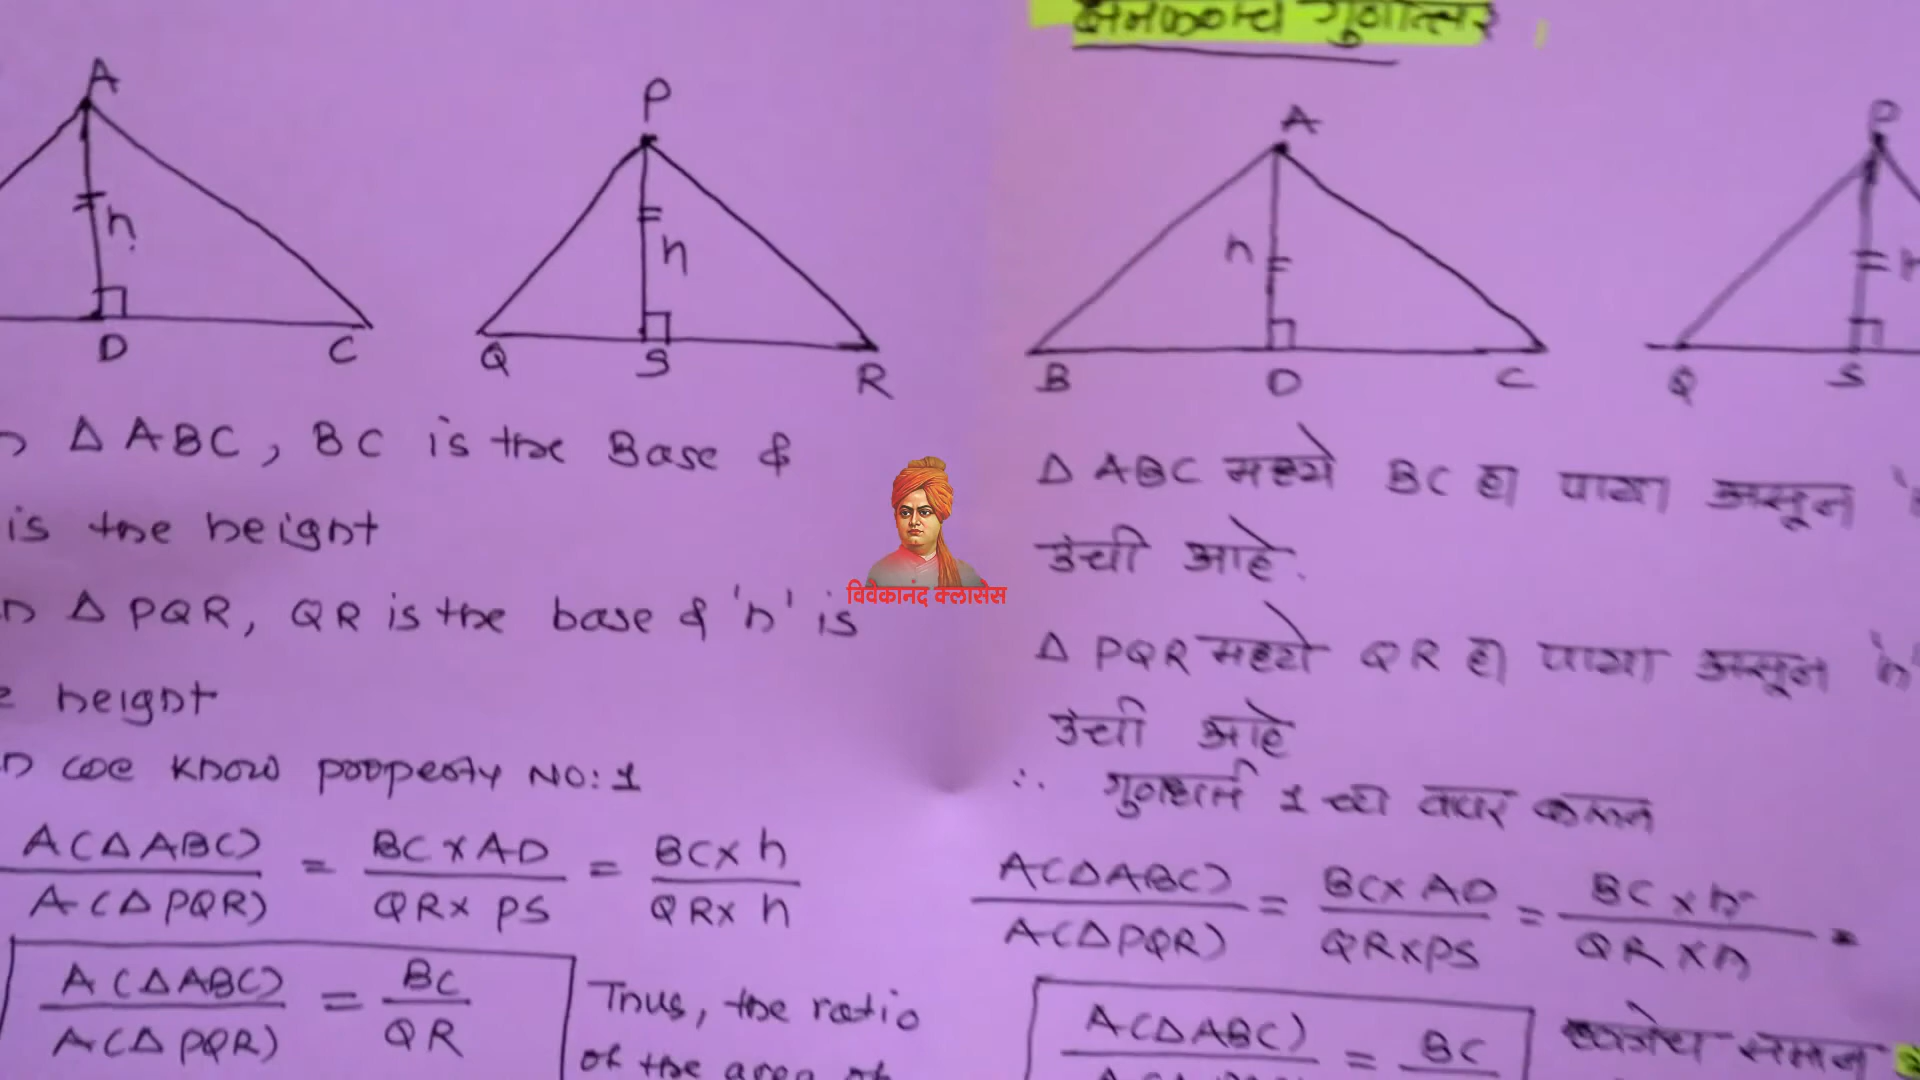 A
h
D
C
P
h
Q
S
R
Δ ABC, BC is the Base &
is the height
Δ PQR, QR is the base & 'h' is
height
we know property NO:1
A(ΔABC) / A(ΔPQR) = BC×AD / QR× PS = BC× h / QR× h
A(ΔABC) / A(ΔPQR) = BC / QR
Thus, the ratio
of the area of
विवेकानंद क्लासेस
गुणोत्तर
A
h
B
D
C
P
h
Q
S
Δ ABC मध्ये BC हा पाया असून
उंची आहे.
Δ PQR मध्ये QR हा पाया असून 'h'
उंची आहे
∴ गुणधर्म 1 चा वापर करून
A(ΔABC) / A(ΔPQR) = BC× AD / QR×PS = BC × h / QR × h =
A(ΔABC) = BC
समान